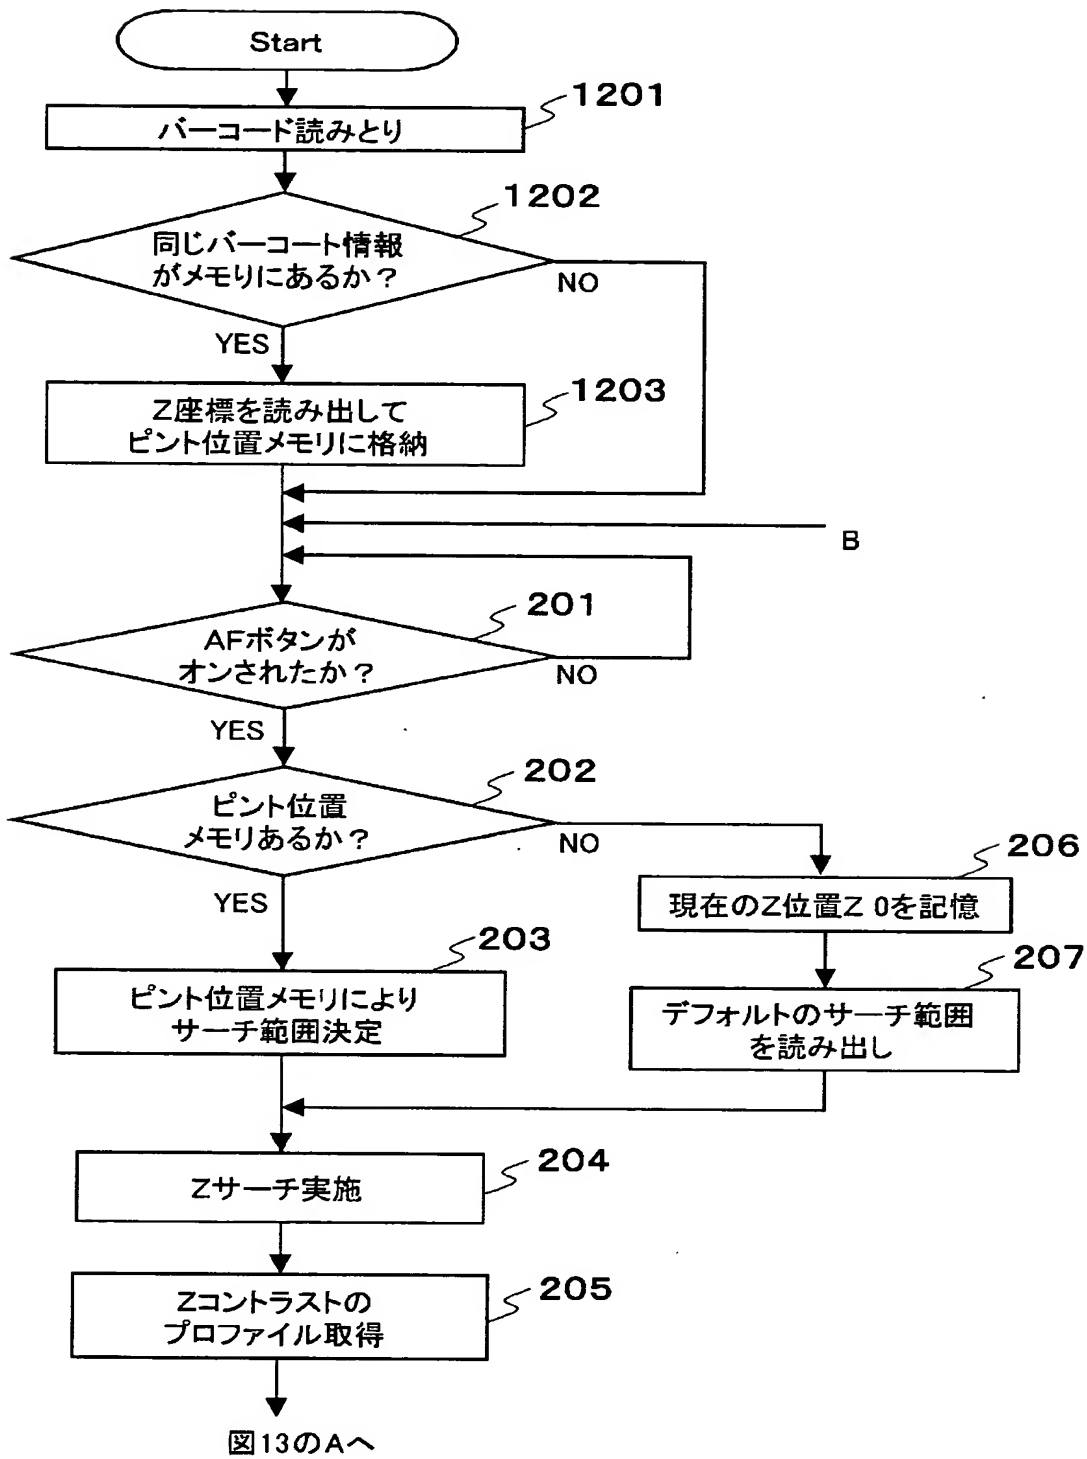 Start
1201
バーコード読みとり
1202
同じバーコート情報
がメモリにあるか？
NO
YES
1203
Z座標を読み出して
ピント位置メモリに格納
B
201
AFボタンが
オンされたか？
NO
YES
202
ピント位置
メモリあるか？
NO
YES
206
現在のZ位置Z 0を記憶
203
ピント位置メモリにより
サーチ範囲決定
207
デフォルトのサーチ範囲
を読み出し
204
Zサーチ実施
205
Zコントラストの
プロファイル取得
図13のAへ